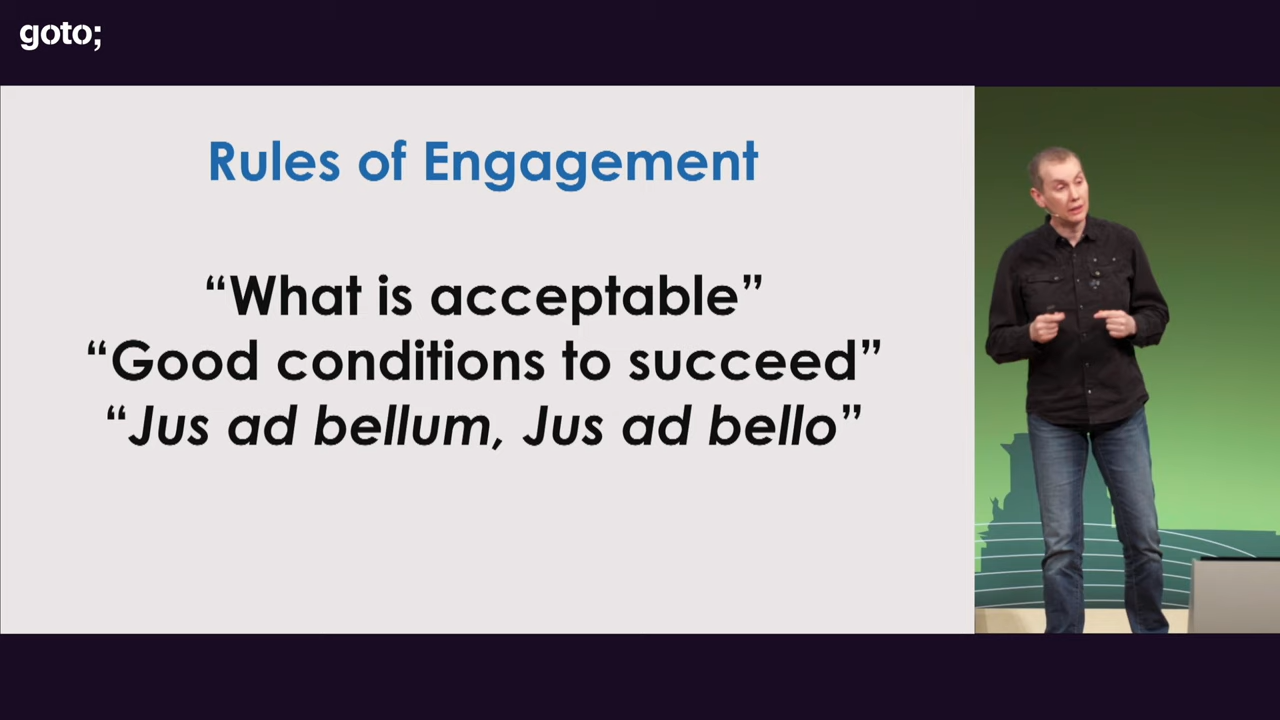 goto;
Rules of Engagement
“What is acceptable”
“Good conditions to succeed”
“Jus ad bellum, Jus ad bello”